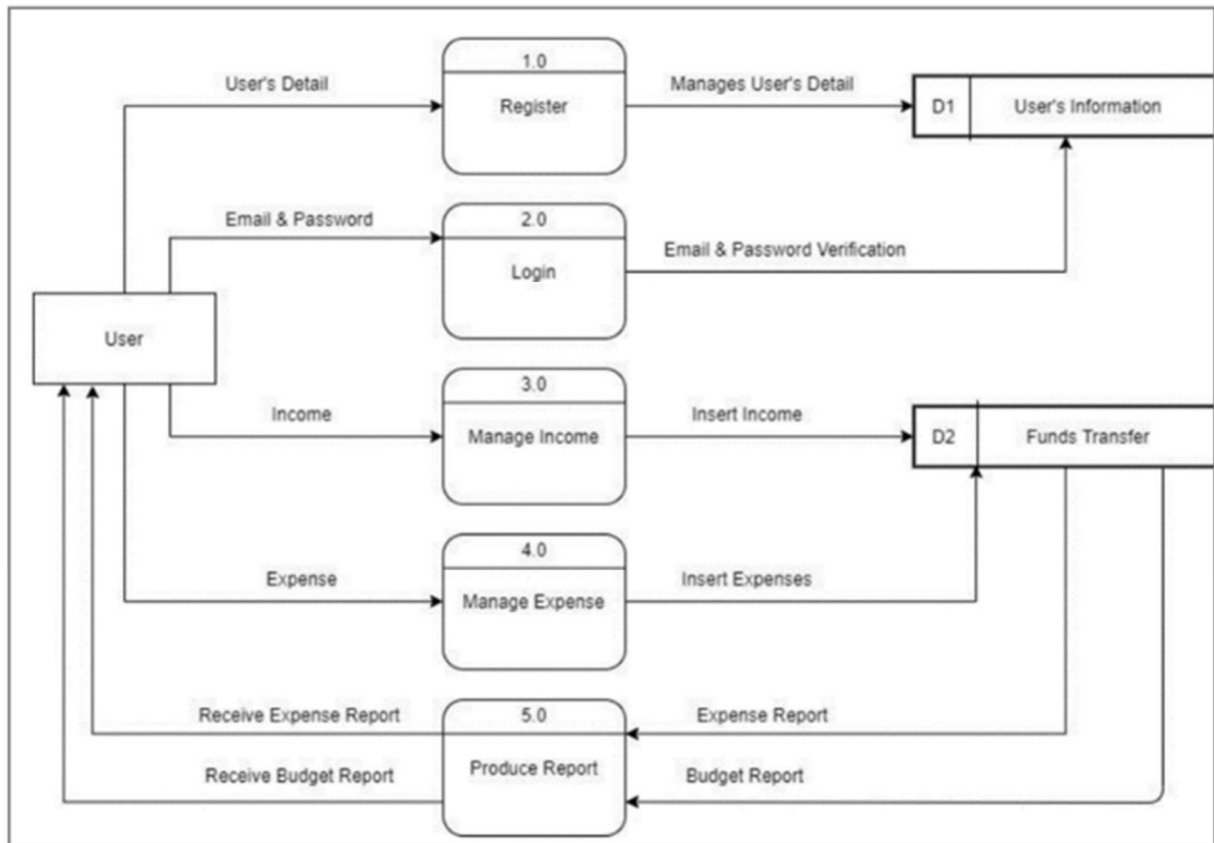 1.0
User's Detail
Manages User's Detail
Register
D1
User's Information
2.0
Email & Password
Login
Email & Password Verification
User
3.0
Income
Insert Income
Manage Income
D2
Funds Transfer
4.0
Expense
Insert Expenses
Manage Expense
5.0
Receive Expense Report
Expense Report
Produce Report
Receive Budget Report
Budget Report